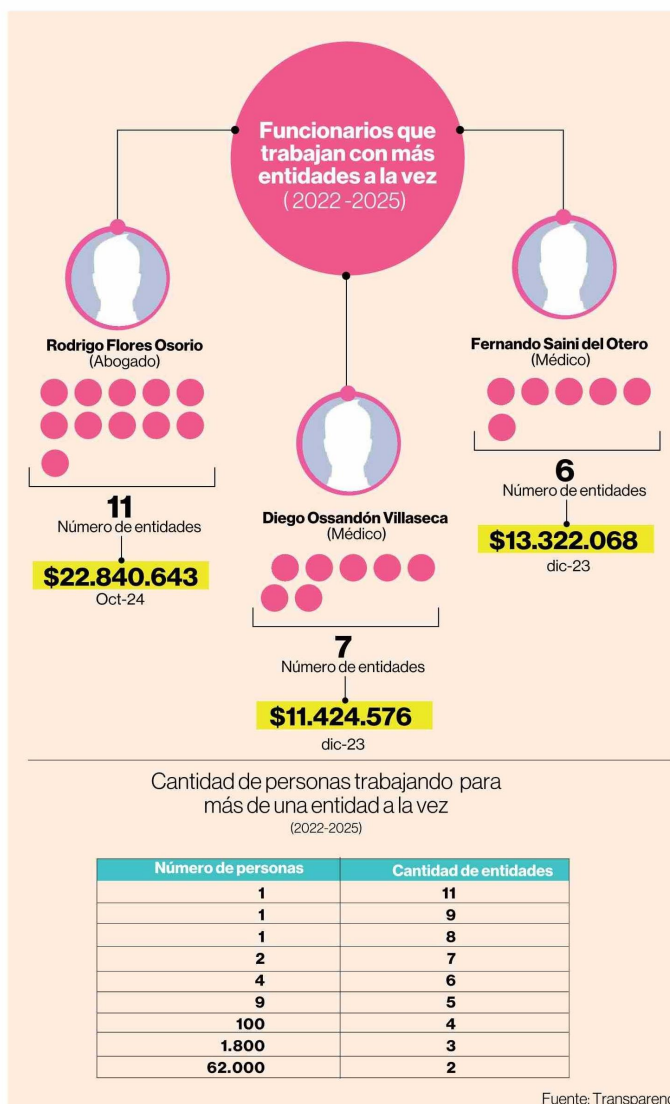 Funcionarios que
trabajan con más
entidades a la vez
(2022-2025)
Rodrigo Flores Osorio
(Abogado)
11
Número de entidades
$22.840.643
Oct-24
Diego Ossandón Villaseca
(Médico)
7
Número de entidades
$11.424.576
dic-23
Fernando Saini del Otero
(Médico)
6
Número de entidades
$13.322.068
dic-23
Cantidad de personas trabajando para
más de una entidad a la vez
(2022-2025)
Número de personas Cantidad de entidades
1 11
1 9
1 8
2 7
4 6
9 5
100 4
1.800 3
62.000 2
Fuente: Transparenc